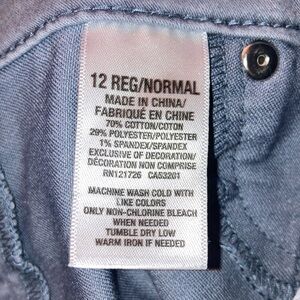 12 REG/NORMAL
MADE IN CHINA/
FABRIQUÉ EN CHINE
70% COTTON/COTON
29% POLYESTER/POLYESTER
1% SPANDEX/SPANDEX
EXCLUSIVE OF DECORATION/
DÉCORATION NON COMPRISE
RN121726 CA53201
MACHINE WASH COLD WITH
LIKE COLORS
ONLY NON-CHLORINE BLEACH
WHEN NEEDED
TUMBLE DRY LOW
WARM IRON IF NEEDED